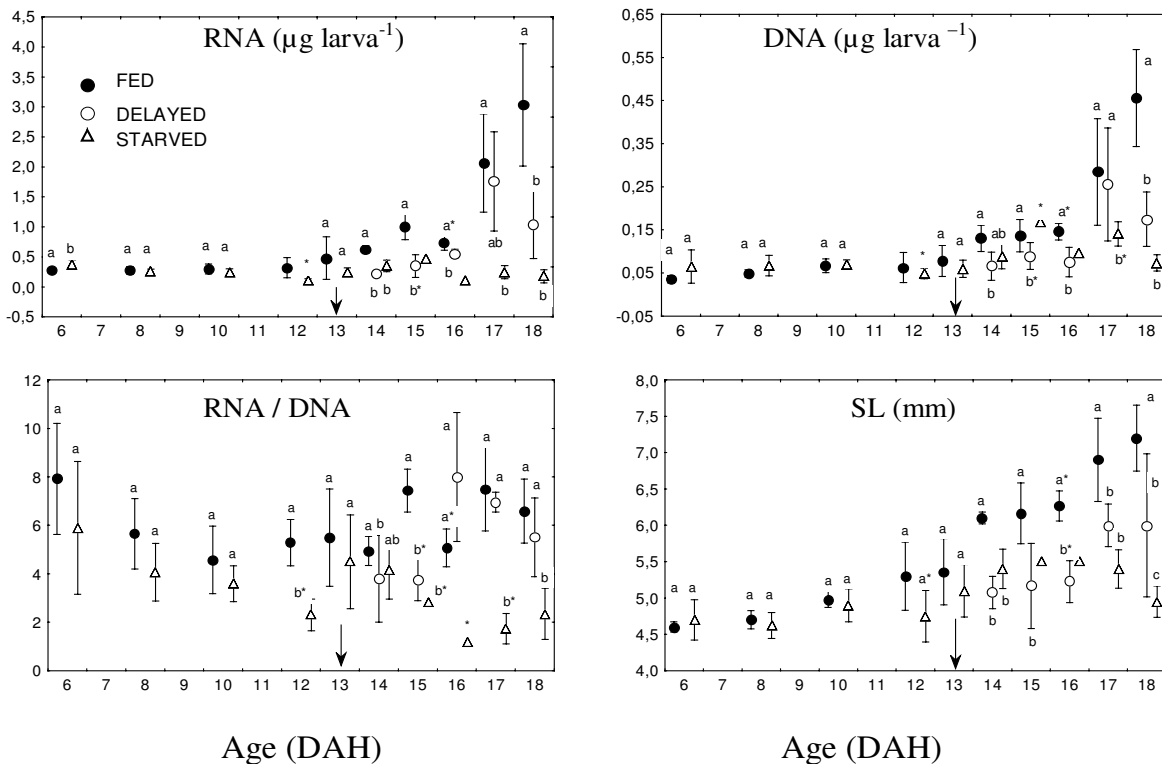 RNA (µg larva-1)
4,5
4,0
3,5
3,0
2,5
2,0
1,5
1,0
0,5
0,0
-0,5
FED
DELAYED
STARVED
a b a a a a * a a a b b a b* a* b a ab b a b b
6 7 8 9 10 11 12 13 14 15 16 17 18
DNA (µg larva –1)
0,65
0,55
0,45
0,35
0,25
0,15
0,05
-0,05
a a a a a a * a a a b ab a b* * a* b a a b* a b b
6 7 8 9 10 11 12 13 14 15 16 17 18
RNA / DNA
12
10
8
6
4
2
0
a a a a a a a b* - a a a b ab a b* b* a* a * a a b* a a b
6 7 8 9 10 11 12 13 14 15 16 17 18
SL (mm)
8,0
7,5
7,0
6,5
6,0
5,5
5,0
4,5
4,0
a a a a a a a a* a a a b a b a* b* a b b a b c
6 7 8 9 10 11 12 13 14 15 16 17 18
Age (DAH)
Age (DAH)